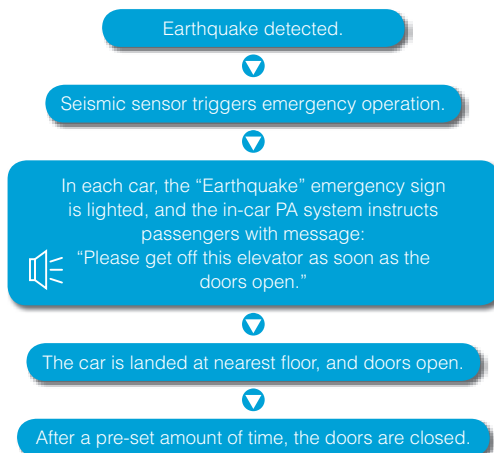 Earthquake detected.
Seismic sensor triggers emergency operation.
In each car, the “Earthquake” emergency sign
is lighted, and the in-car PA system instructs
passengers with message:
“Please get off this elevator as soon as the
doors open.”
The car is landed at nearest floor, and doors open.
After a pre-set amount of time, the doors are closed.